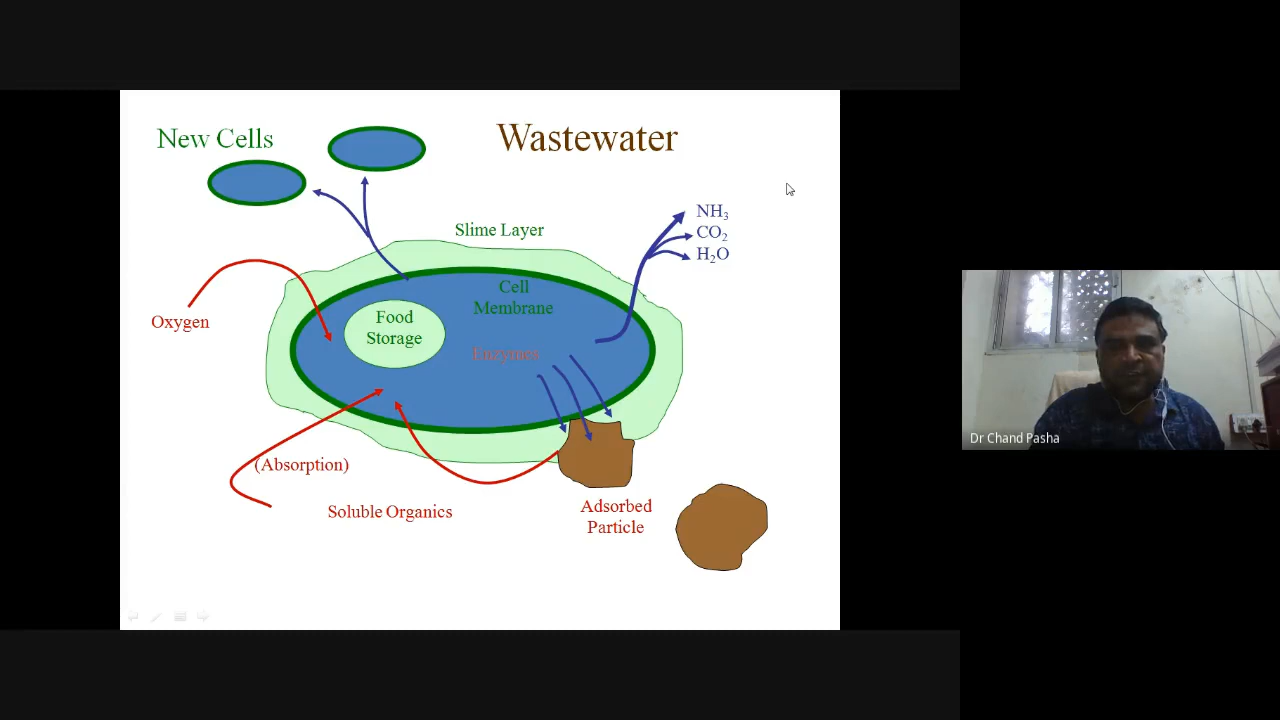 New Cells
Wastewater
NH₃
CO₂
H₂O
Slime Layer
Cell
Membrane
Food
Storage
Oxygen
Enzymes
(Absorption)
Soluble Organics
Adsorbed
Particle
Dr Chand Pasha